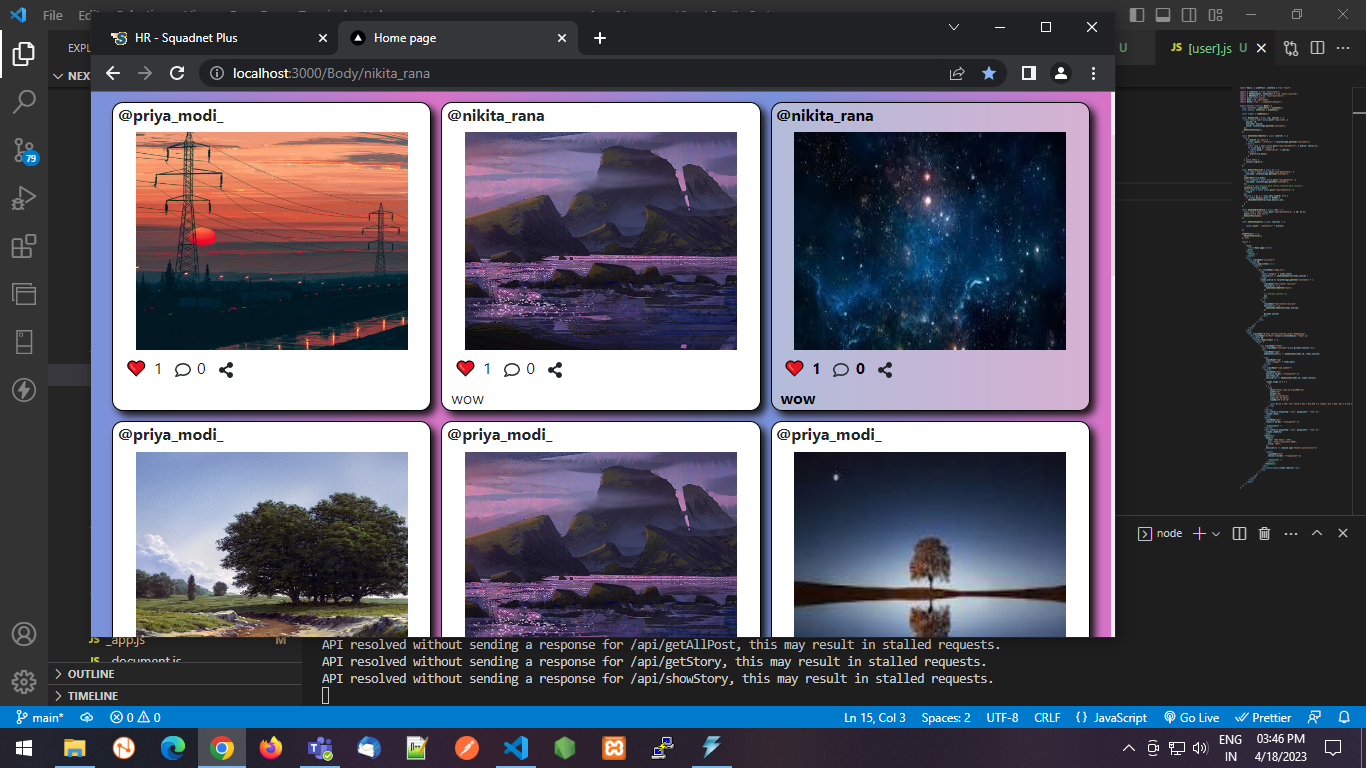 File
HR - Squadnet Plus
Home page
EXPL
localhost:3000/Body/nikita_rana
U
JS [user].js U
NEX
@priya_modi_
@nikita_rana
@nikita_rana
1 0
1 0
1 0
wow
wow
79
@priya_modi_
@priya_modi_
@priya_modi_
node
JS _app.js M
JS _document.js
OUTLINE
TIMELINE
API resolved without sending a response for /api/getAllPost, this may result in stalled requests.
API resolved without sending a response for /api/getStory, this may result in stalled requests.
API resolved without sending a response for /api/showStory, this may result in stalled requests.
main* 0 0
Ln 15, Col 3 Spaces: 2 UTF-8 CRLF {} JavaScript Go Live Prettier
ENG
IN
03:46 PM
4/18/2023